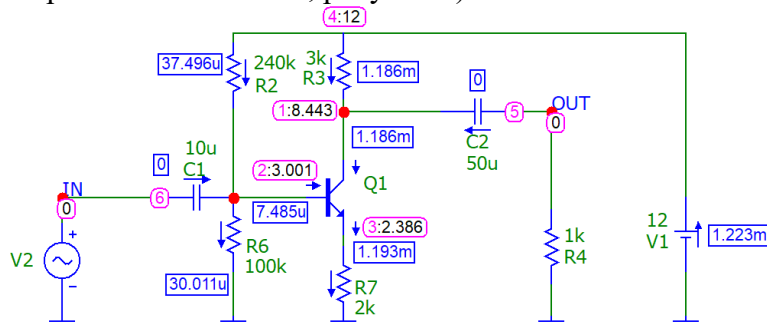 4:12
37.496u
240k
R2
3k
R3
1.186m
0
1:8.443
5
OUT
0
10u
C1
0
1.186m
C2
50u
2:3.001
Q1
IN
6
0
7.485u
3:2.386
12
V1
1.223m
V2
+
−
R6
100k
1.193m
1k
R4
30.011u
R7
2k